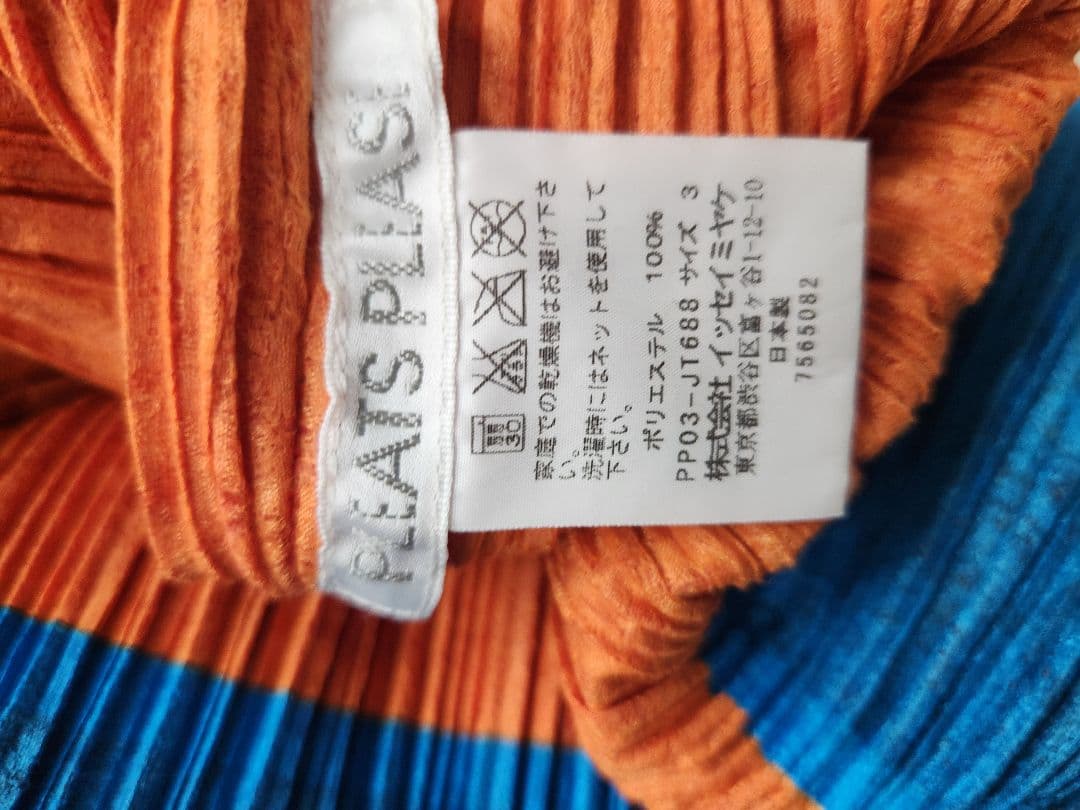 PLEATS PLEASE
30
家庭での乾燥機はお避け下さ
い。
洗濯時にはネットを使用して
下さい。
ポリエステル 100%
PP03-JT688 サイズ 3
株式会社 イッセイミヤケ
東京都渋谷区富ヶ谷1-12-10
日本製
7565082